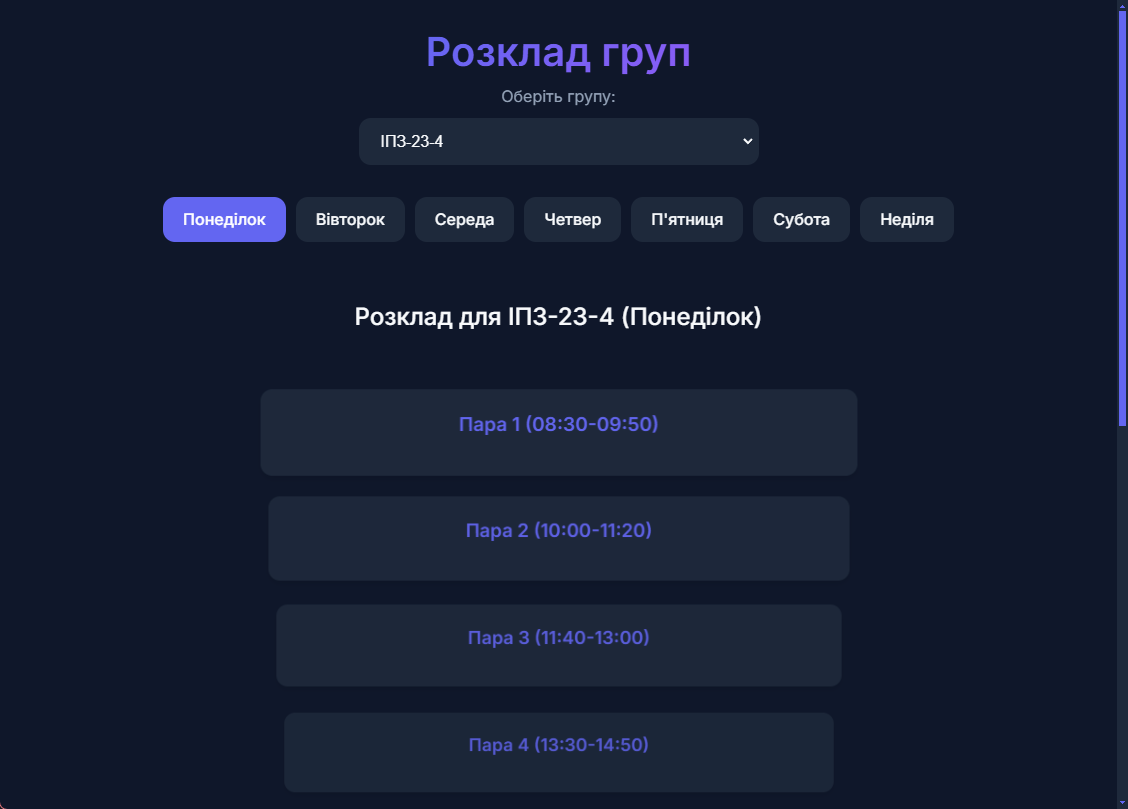 Розклад груп
Оберіть групу:
ІПЗ-23-4
Понеділок Вівторок Середа Четвер П'ятниця Субота Неділя
Розклад для ІПЗ-23-4 (Понеділок)
Пара 1 (08:30-09:50)
Пара 2 (10:00-11:20)
Пара 3 (11:40-13:00)
Пара 4 (13:30-14:50)